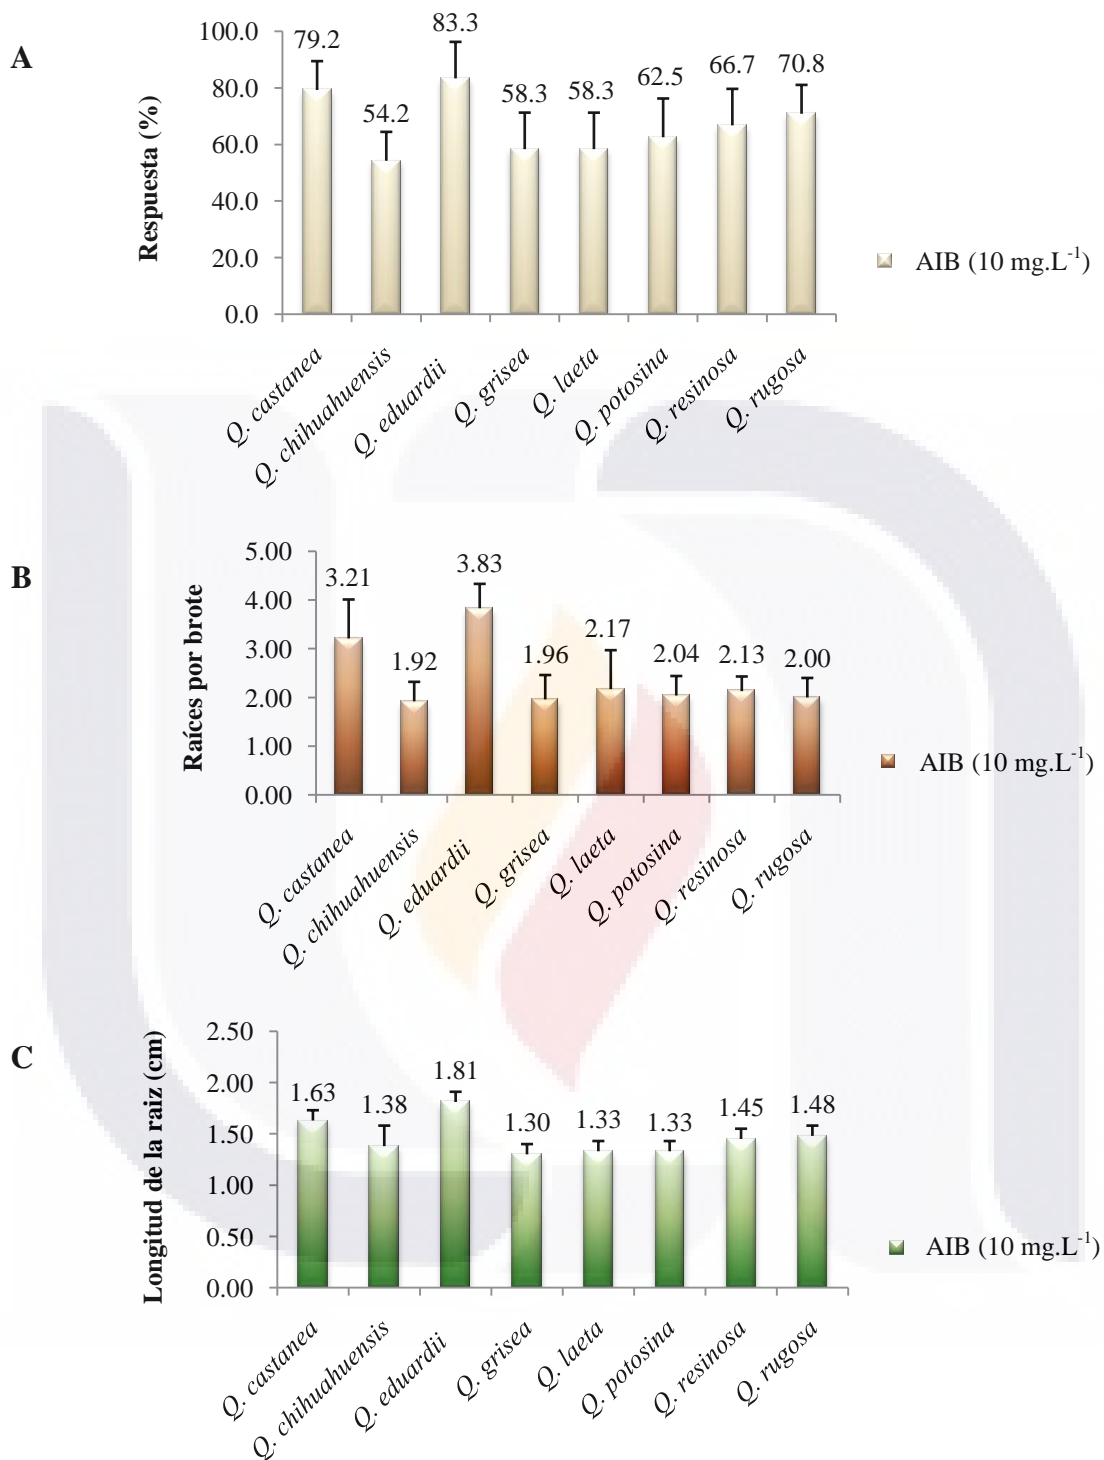 A
Respuesta (%)
100.0
80.0
60.0
40.0
20.0
0.0
79.2
54.2
83.3
58.3
58.3
62.5
66.7
70.8
Q. castanea
Q. chihuahuensis
Q. eduardii
Q. grisea
Q. laeta
Q. potosina
Q. resinosa
Q. rugosa
AIB (10 mg.L⁻¹)
B
Raíces por brote
5.00
4.00
3.00
2.00
1.00
0.00
3.21
1.92
3.83
1.96
2.17
2.04
2.13
2.00
Q. castanea
Q. chihuahuensis
Q. eduardii
Q. grisea
Q. laeta
Q. potosina
Q. resinosa
Q. rugosa
AIB (10 mg.L⁻¹)
C
Longitud de la raiz (cm)
2.50
2.00
1.50
1.00
0.50
0.00
1.63
1.38
1.81
1.30
1.33
1.33
1.45
1.48
Q. castanea
Q. chihuahuensis
Q. eduardii
Q. grisea
Q. laeta
Q. potosina
Q. resinosa
Q. rugosa
AIB (10 mg.L⁻¹)